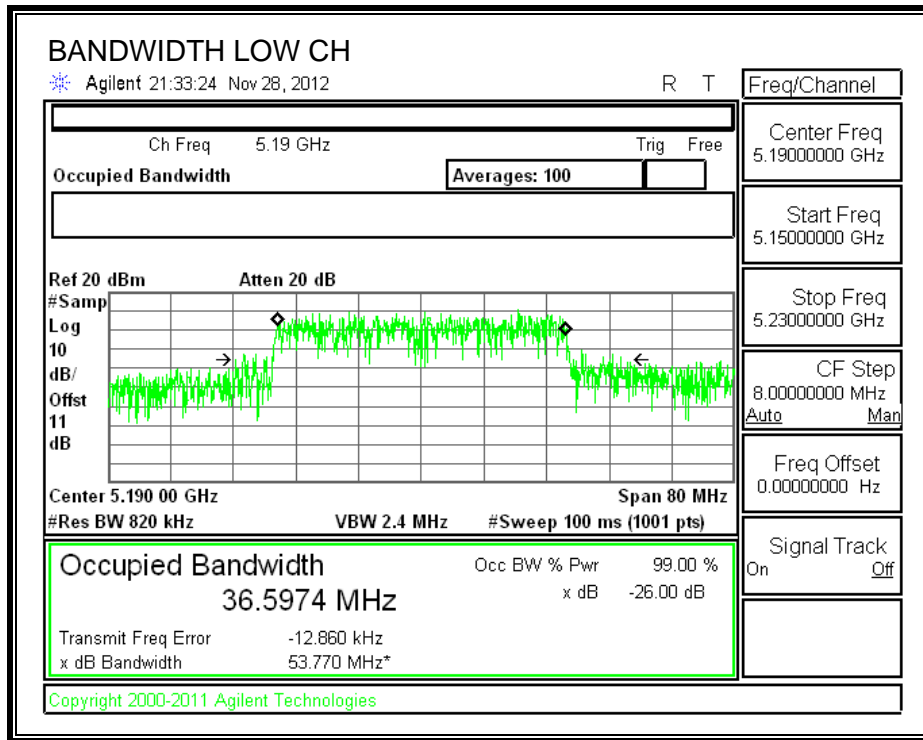 BANDWIDTH LOW CH
Agilent 21:33:24 Nov 28, 2012 R T
Freq/Channel
Ch Freq 5.19 GHz Trig Free
Occupied Bandwidth Averages: 100
Ref 20 dBm Atten 20 dB
#Samp
Log
10
dB/
Offst
11
dB
Center 5.190 00 GHz Span 80 MHz
#Res BW 820 kHz VBW 2.4 MHz #Sweep 100 ms (1001 pts)
Occupied Bandwidth Occ BW % Pwr 99.00 %
36.5974 MHz x dB -26.00 dB
Transmit Freq Error -12.860 kHz
x dB Bandwidth 53.770 MHz*
Copyright 2000-2011 Agilent Technologies
Center Freq
5.19000000 GHz
Start Freq
5.15000000 GHz
Stop Freq
5.23000000 GHz
CF Step
8.00000000 MHz
Auto Man
Freq Offset
0.00000000 Hz
Signal Track
On Off